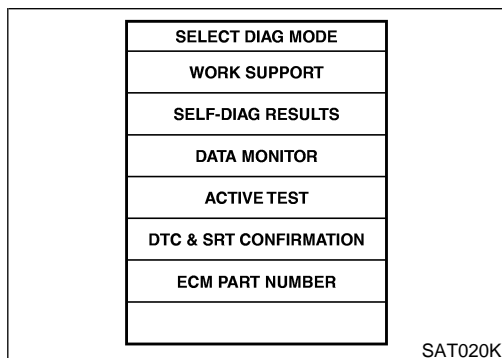 SELECT DIAG MODE
WORK SUPPORT
SELF-DIAG RESULTS
DATA MONITOR
ACTIVE TEST
DTC & SRT CONFIRMATION
ECM PART NUMBER
SAT020K